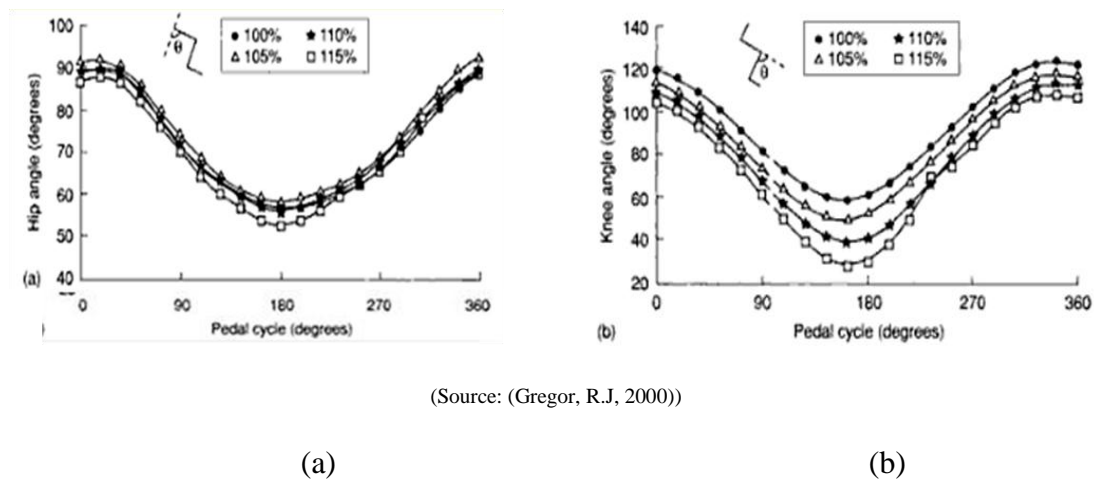 100
90
80
70
60
50
40
Hip angle (degrees)
θ
● 100% ★ 110%
△ 105% □ 115%
(a)
0 90 180 270 360
Pedal cycle (degrees)
140
120
100
80
60
40
20
Knee angle (degrees)
θ
● 100% ★ 110%
△ 105% □ 115%
(b)
0 90 180 270 360
Pedal cycle (degrees)
(Source: (Gregor, R.J, 2000))
(a) (b)